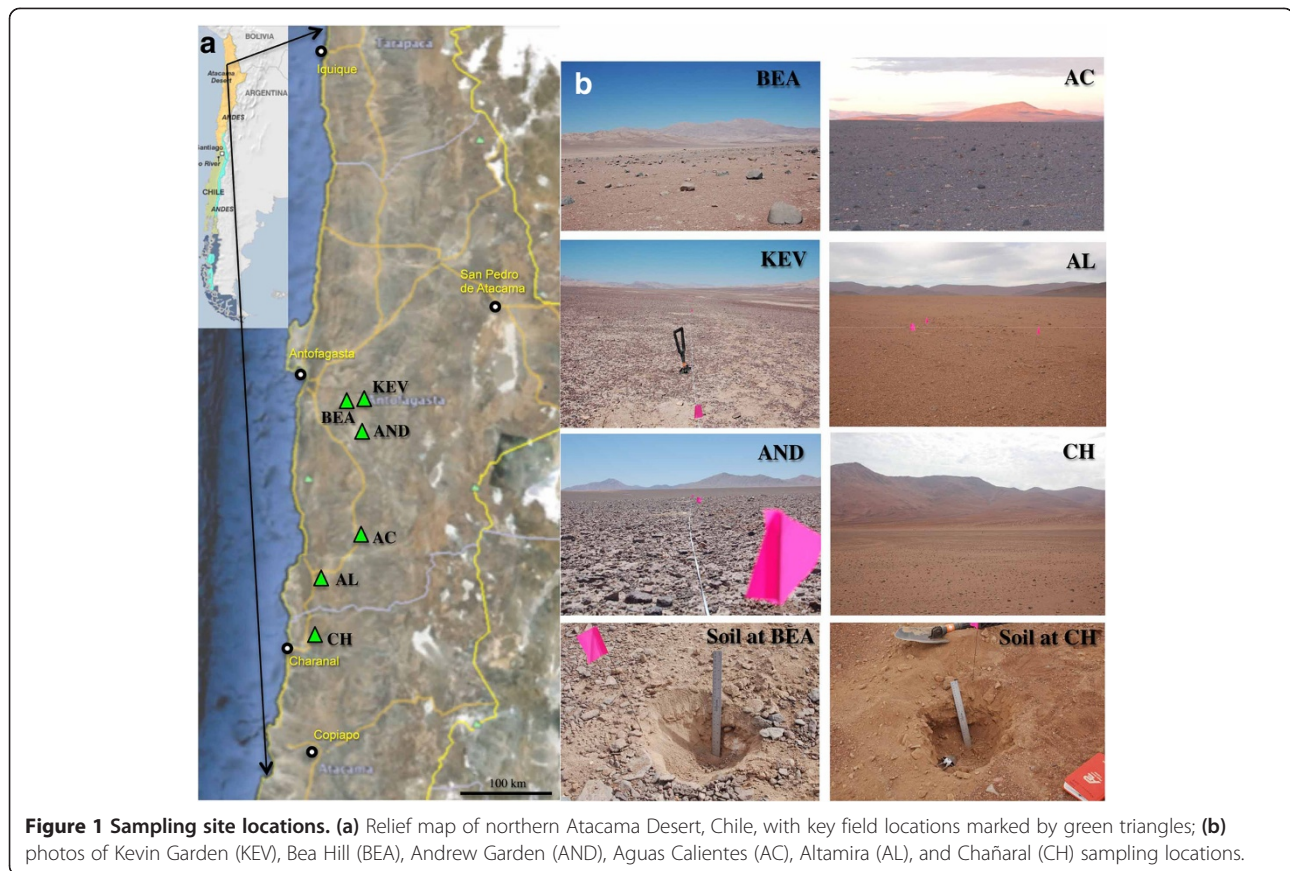 a
BOLIVIA
Atacama
Desert
ARGENTINA
ANDES
Santiago
o River
CHILE
ANDES
Tarapaca
Iquique
San Pedro
de Atacama
Antofagasta
KEV
Antofagasta
BEA
AND
AC
AL
CH
Charanal
Copiapo
Atacama
100 km
b
BEA
AC
KEV
AL
AND
CH
Soil at BEA
Soil at CH
Figure 1 Sampling site locations. (a) Relief map of northern Atacama Desert, Chile, with key field locations marked by green triangles; (b)
photos of Kevin Garden (KEV), Bea Hill (BEA), Andrew Garden (AND), Aguas Calientes (AC), Altamira (AL), and Chañaral (CH) sampling locations.